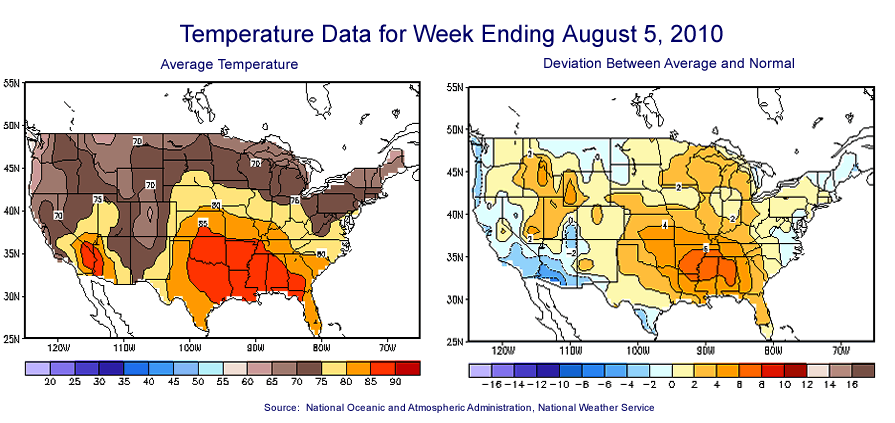 Temperature Data for Week Ending August 5, 2010
Average Temperature
Deviation Between Average and Normal
55N
50N
45N
40N
35N
30N
25N
70
70
70
75
75
70
80
85
80
120W 110W 100W 90W 80W 70W
20 25 30 35 40 45 50 55 60 65 70 75 80 85 90
55N
50N
45N
40N
35N
30N
25N
2
0
2
2
4
2
-2
120W 110W 100W 90W 80W 70W
-16 -14 -12 -10 -8 -6 -4 -2 0 2 4 6 8 10 12 14 16
Source: National Oceanic and Atmospheric Administration, National Weather Service